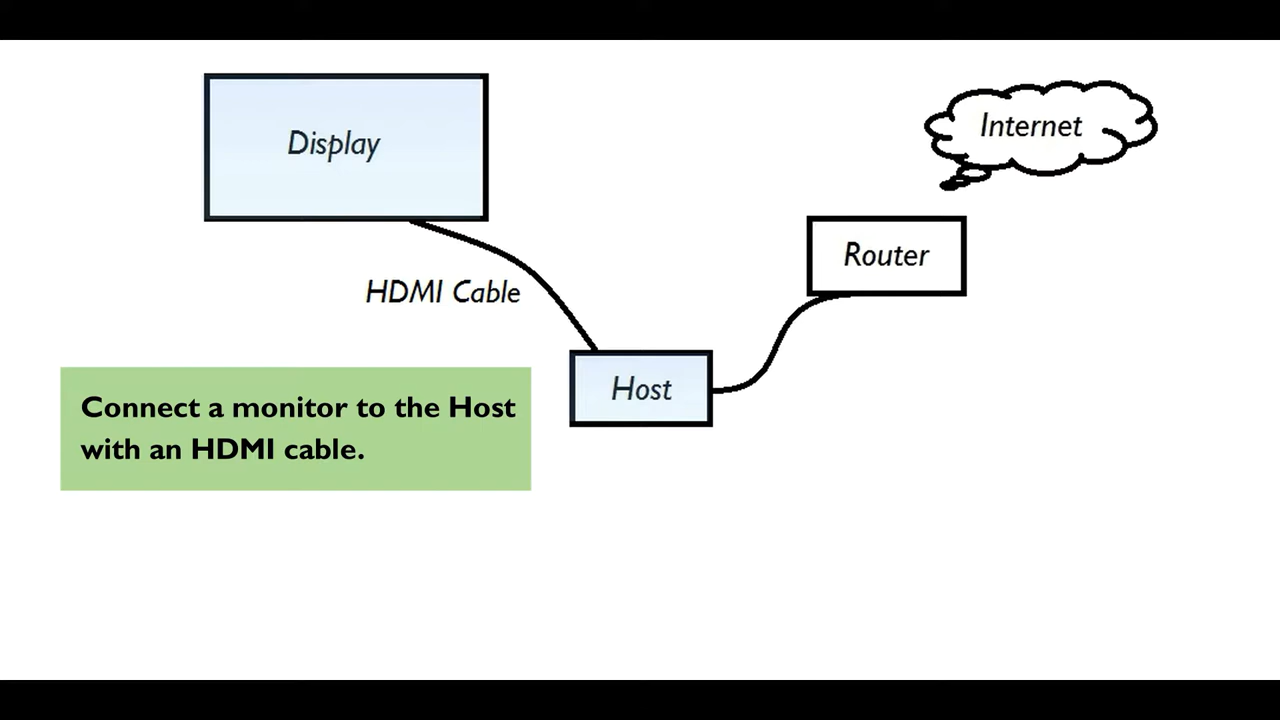 Display
Internet
Router
HDMI Cable
Host
Connect a monitor to the Host
with an HDMI cable.